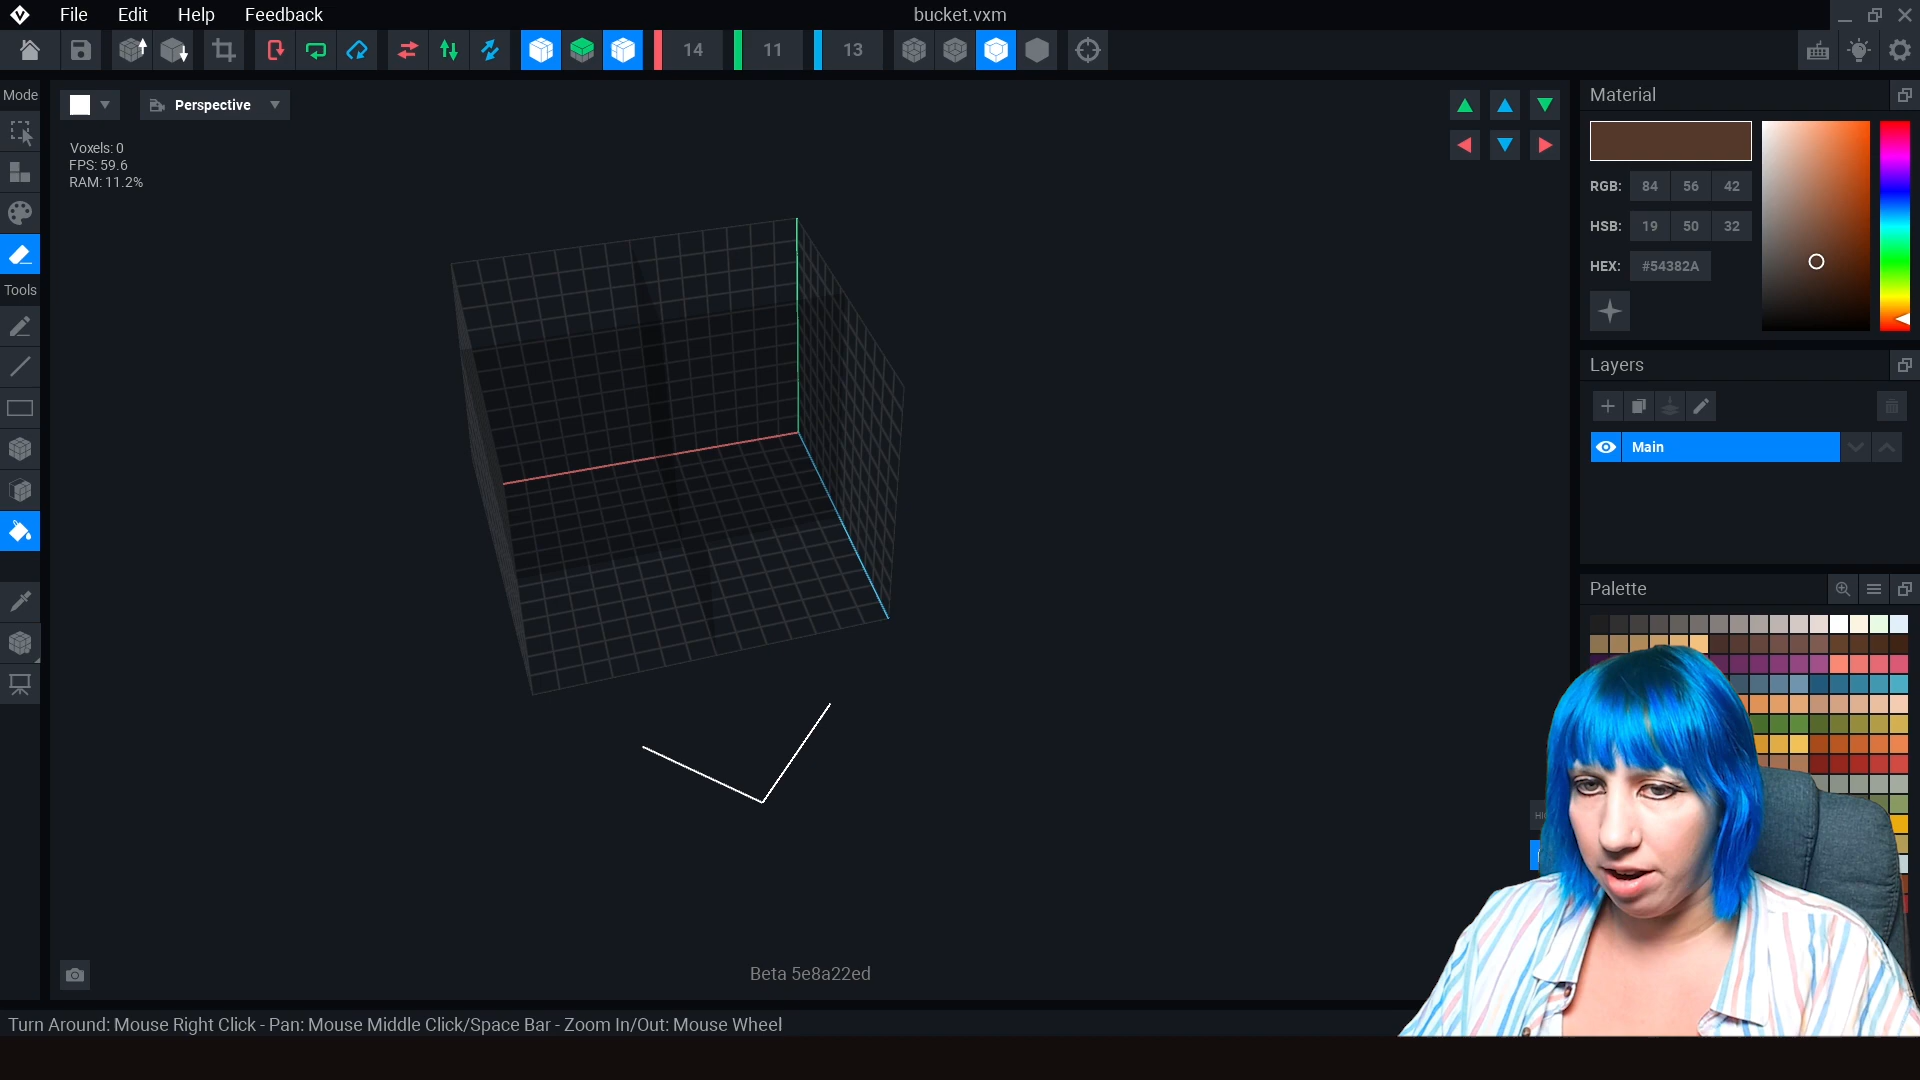 File Edit Help Feedback
bucket.vxm
14 11 13
Mode
Perspective
Voxels: 0
FPS: 59.6
RAM: 11.2%
Tools
Material
RGB: 84 56 42
HSB: 19 50 32
HEX: #54382A
Layers
Main
Palette
Beta 5e8a22ed
Turn Around: Mouse Right Click - Pan: Mouse Middle Click/Space Bar - Zoom In/Out: Mouse Wheel